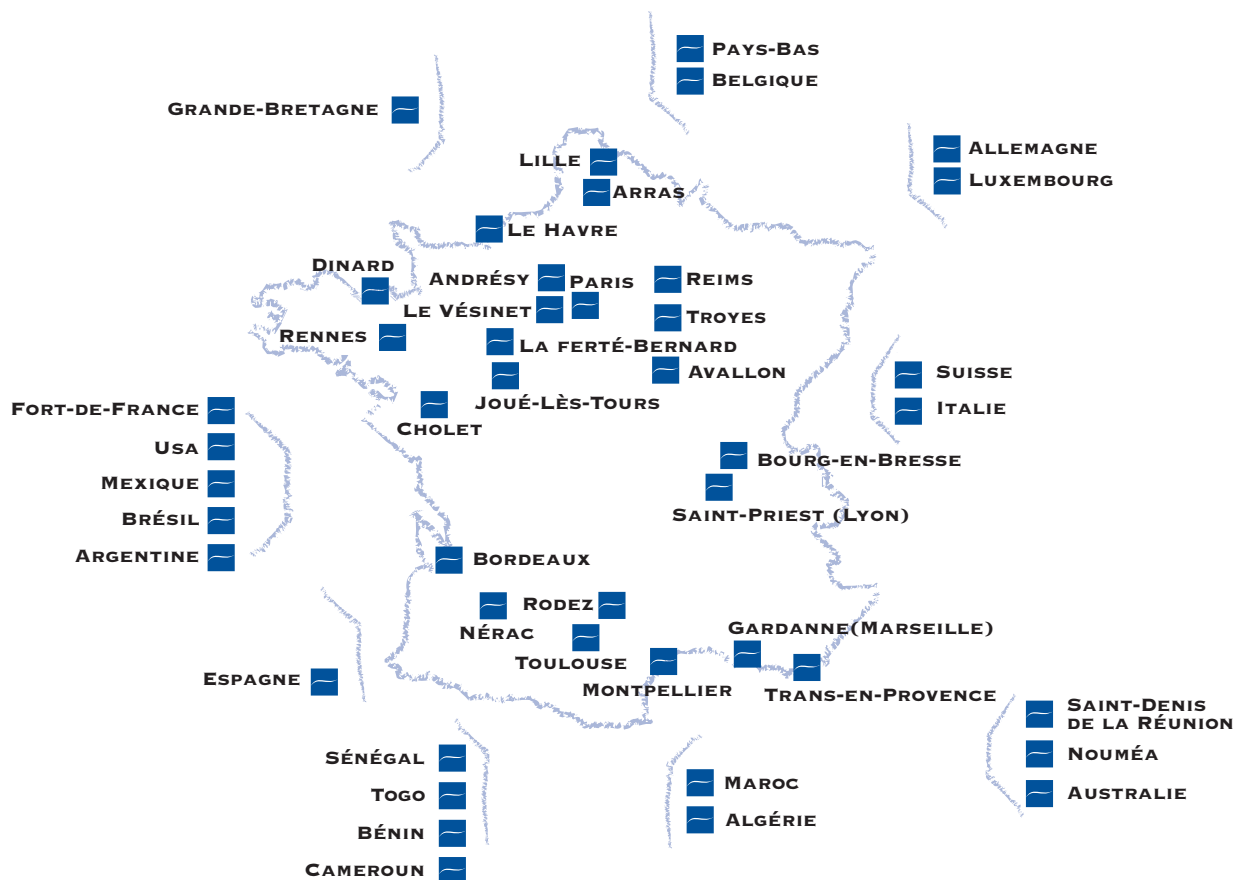 Pays-Bas
Belgique
Grande-Bretagne
Allemagne
Luxembourg
Lille
Arras
Le Havre
Dinard
Andrésy
Paris
Reims
Le Vésinet
Troyes
Rennes
La ferté-Bernard
Avallon
Joué-Lès-Tours
Cholet
Suisse
Italie
Fort-de-France
Usa
Mexique
Brésil
Argentine
Bourg-en-Bresse
Saint-Priest (Lyon)
Bordeaux
Rodez
Nérac
Toulouse
Gardanne(Marseille)
Montpellier
Trans-en-Provence
Espagne
Saint-Denis
de la Réunion
Nouméa
Australie
Sénégal
Togo
Bénin
Cameroun
Maroc
Algérie